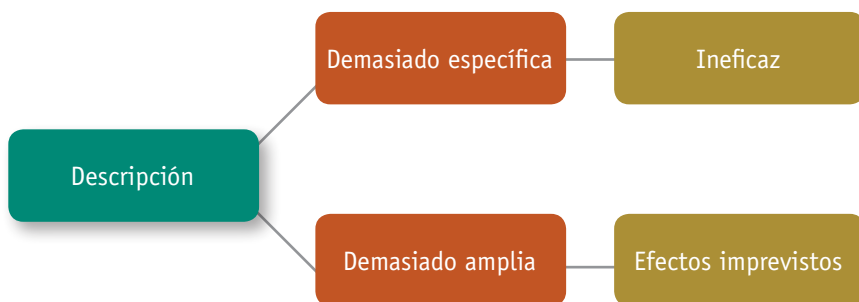 Demasiado específica
Ineficaz
Descripción
Demasiado amplia
Efectos imprevistos